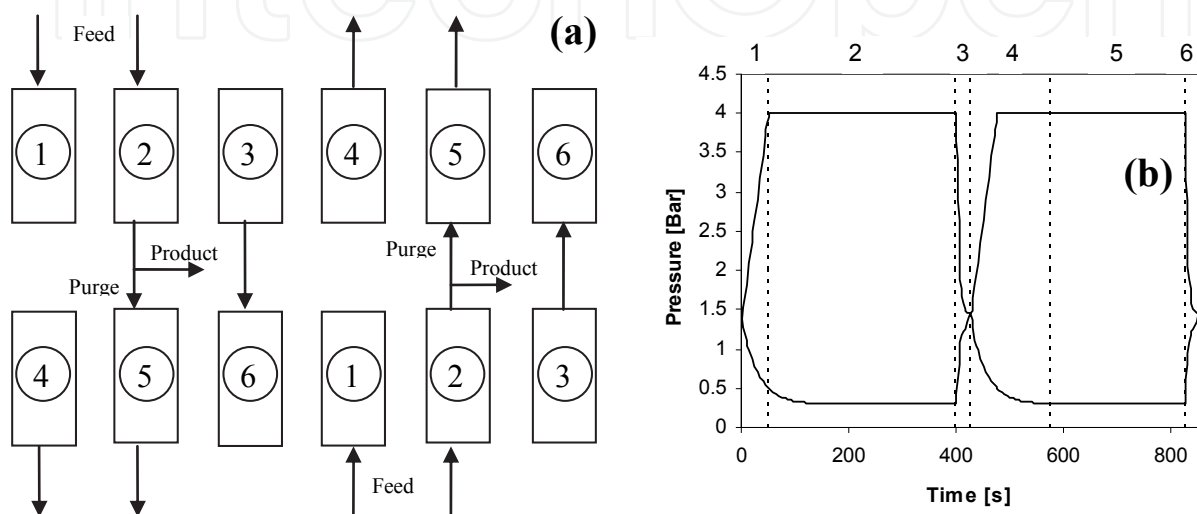 Feed
(a)
1 2 3 4 5 6
Purge
Product
Purge
Product
4 5 6 1 2 3
Feed
1 2 3 4 5 6
4.5
4
3.5
3
2.5
2
1.5
1
0.5
0
Pressure [Bar]
(b)
0 200 400 600 800
Time [s]